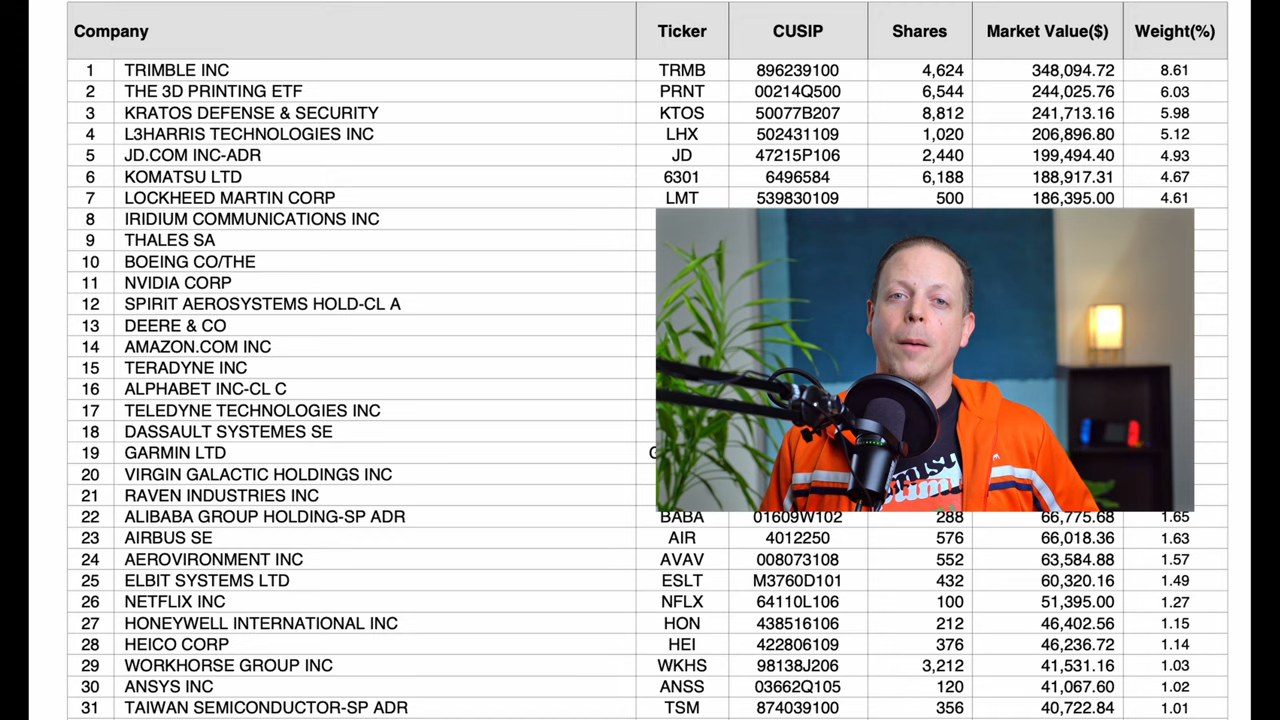 Company Ticker CUSIP Shares Market Value($) Weight(%)
1 TRIMBLE INC TRMB 896239100 4,624 348,094.72 8.61
2 THE 3D PRINTING ETF PRNT 00214Q500 6,544 244,025.76 6.03
3 KRATOS DEFENSE & SECURITY KTOS 50077B207 8,812 241,713.16 5.98
4 L3HARRIS TECHNOLOGIES INC LHX 502431109 1,020 206,896.80 5.12
5 JD.COM INC-ADR JD 47215P106 2,440 199,494.40 4.93
6 KOMATSU LTD 6301 6496584 6,188 188,917.31 4.67
7 LOCKHEED MARTIN CORP LMT 539830109 500 186,395.00 4.61
8 IRIDIUM COMMUNICATIONS INC
9 THALES SA
10 BOEING CO/THE
11 NVIDIA CORP
12 SPIRIT AEROSYSTEMS HOLD-CL A
13 DEERE & CO
14 AMAZON.COM INC
15 TERADYNE INC
16 ALPHABET INC-CL C
17 TELEDYNE TECHNOLOGIES INC
18 DASSAULT SYSTEMES SE
19 GARMIN LTD
20 VIRGIN GALACTIC HOLDINGS INC
21 RAVEN INDUSTRIES INC
22 ALIBABA GROUP HOLDING-SP ADR BABA 01609W102 288 66,775.68 1.65
23 AIRBUS SE AIR 4012250 576 66,018.36 1.63
24 AEROVIRONMENT INC AVAV 008073108 552 63,584.88 1.57
25 ELBIT SYSTEMS LTD ESLT M3760D101 432 60,320.16 1.49
26 NETFLIX INC NFLX 64110L106 100 51,395.00 1.27
27 HONEYWELL INTERNATIONAL INC HON 438516106 212 46,402.56 1.15
28 HEICO CORP HEI 422806109 376 46,236.72 1.14
29 WORKHORSE GROUP INC WKHS 98138J206 3,212 41,531.16 1.03
30 ANSYS INC ANSS 03662Q105 120 41,067.60 1.02
31 TAIWAN SEMICONDUCTOR-SP ADR TSM 874039100 356 40,722.84 1.01